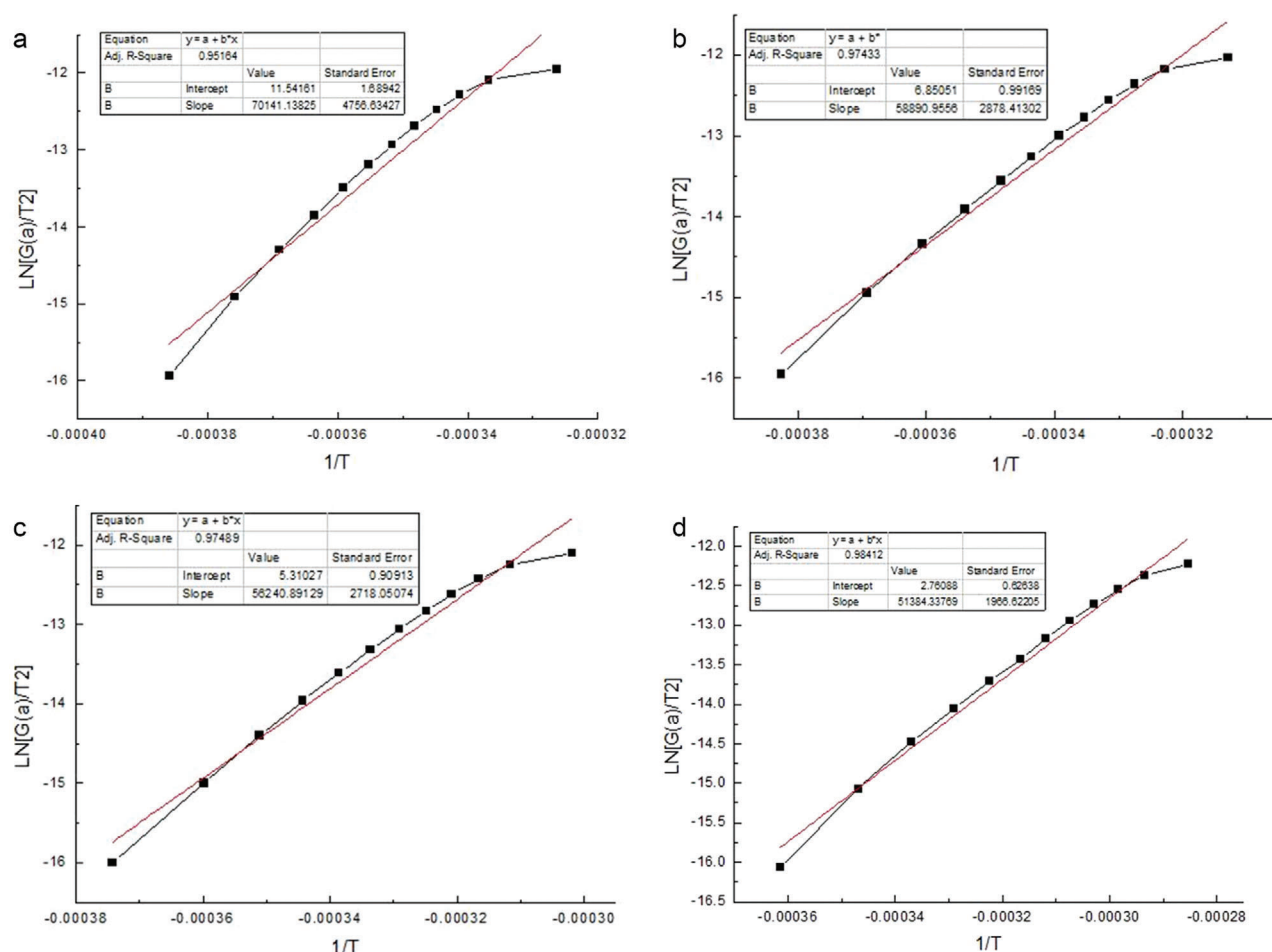 a
Equation y = a + b*x
Adj. R-Square 0.95164
Value Standard Error
B Intercept 11.54161 1.68942
B Slope 70141.13825 4756.63427
-12
-13
-14
-15
-16
LN[G(a)/T2]
-0.00040 -0.00038 -0.00036 -0.00034 -0.00032
1/T
b
Equation y = a + b*
Adj. R-Square 0.97433
Value Standard Error
B Intercept 6.85051 0.99169
B Slope 58890.9556 2878.41302
-12
-13
-14
-15
-16
LN[G(a)/T2]
-0.00038 -0.00036 -0.00034 -0.00032
1/T
c
Equation y = a + b*x
Adj. R-Square 0.97489
Value Standard Error
B Intercept 5.31027 0.90913
B Slope 56240.89129 2718.05074
-12
-13
-14
-15
-16
LN[G(a)/T2]
-0.00038 -0.00036 -0.00034 -0.00032 -0.00030
1/T
d
Equation y = a + b*x
Adj. R-Square 0.98412
Value Standard Error
B Intercept 2.76088 0.62638
B Slope 51384.33769 1966.62205
-12.0
-12.5
-13.0
-13.5
-14.0
-14.5
-15.0
-15.5
-16.0
-16.5
LN[G(a)/T2]
-0.00036 -0.00034 -0.00032 -0.00030 -0.00028
1/T